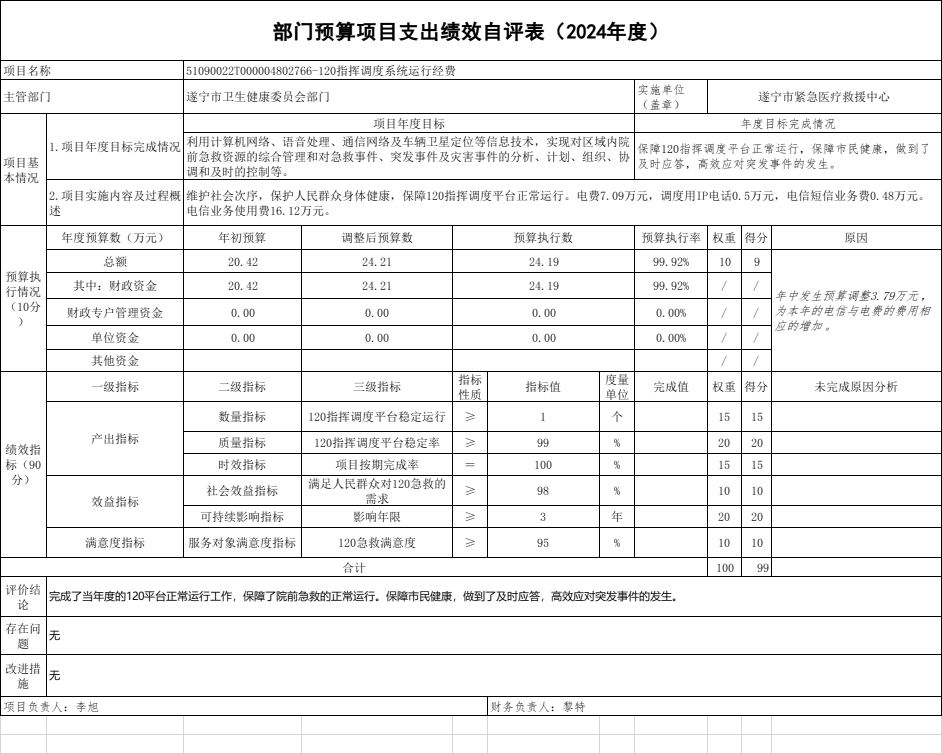 部门预算项目支出绩效自评表（2024年度）
项目名称 51090022T000004802766-120指挥调度系统运行经费
主管部门 遂宁市卫生健康委员会部门 实施单位（盖章） 遂宁市紧急医疗救援中心
项目基本情况
1.项目年度目标完成情况
项目年度目标 年度目标完成情况
利用计算机网络、语音处理、通信网络及车辆卫星定位等信息技术，实现对区域内院
前急救资源的综合管理和对急救事件、突发事件及灾害事件的分析、计划、组织、协
调和及时的控制等。
保障120指挥调度平台正常运行，保障市民健康，做到了
及时应答，高效应对突发事件的发生。
2.项目实施内容及过程概述
维护社会次序，保护人民群众身体健康，保障120指挥调度平台正常运行。电费7.09万元，调度用IP电话0.5万元，电信短信业务费0.48万元。
电信业务使用费16.12万元。
预算执行情况（10分）
年度预算数（万元） 年初预算 调整后预算数 预算执行数 预算执行率 权重 得分 原因
总额 20.42 24.21 24.19 99.92% 10 9
其中：财政资金 20.42 24.21 24.19 99.92% / /
财政专户管理资金 0.00 0.00 0.00 0.00% / /
单位资金 0.00 0.00 0.00 0.00% / /
其他资金 / /
年中发生预算调整3.79万元，
为本年的电信与电费的费用相
应的增加。
绩效指标（90分）
一级指标 二级指标 三级指标 指标性质 指标值 度量单位 完成值 权重 得分 未完成原因分析
产出指标 数量指标 120指挥调度平台稳定运行 ≥ 1 个 15 15
质量指标 120指挥调度平台稳定率 ≥ 99 % 20 20
时效指标 项目按期完成率 ＝ 100 % 15 15
效益指标 社会效益指标 满足人民群众对120急救的需求 ≥ 98 % 10 10
可持续影响指标 影响年限 ≥ 3 年 20 20
满意度指标 服务对象满意度指标 120急救满意度 ≥ 95 % 10 10
合计 100 99
评价结论 完成了当年度的120平台正常运行工作，保障了院前急救的正常运行。保障市民健康，做到了及时应答，高效应对突发事件的发生。
存在问题 无
改进措施 无
项目负责人：李旭 财务负责人：黎特